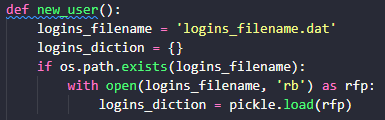 def new_user():
    logins_filename = 'logins_filename.dat'
    logins_diction = {}
    if os.path.exists(logins_filename):
        with open(logins_filename, 'rb') as rfp:
            logins_diction = pickle.load(rfp)